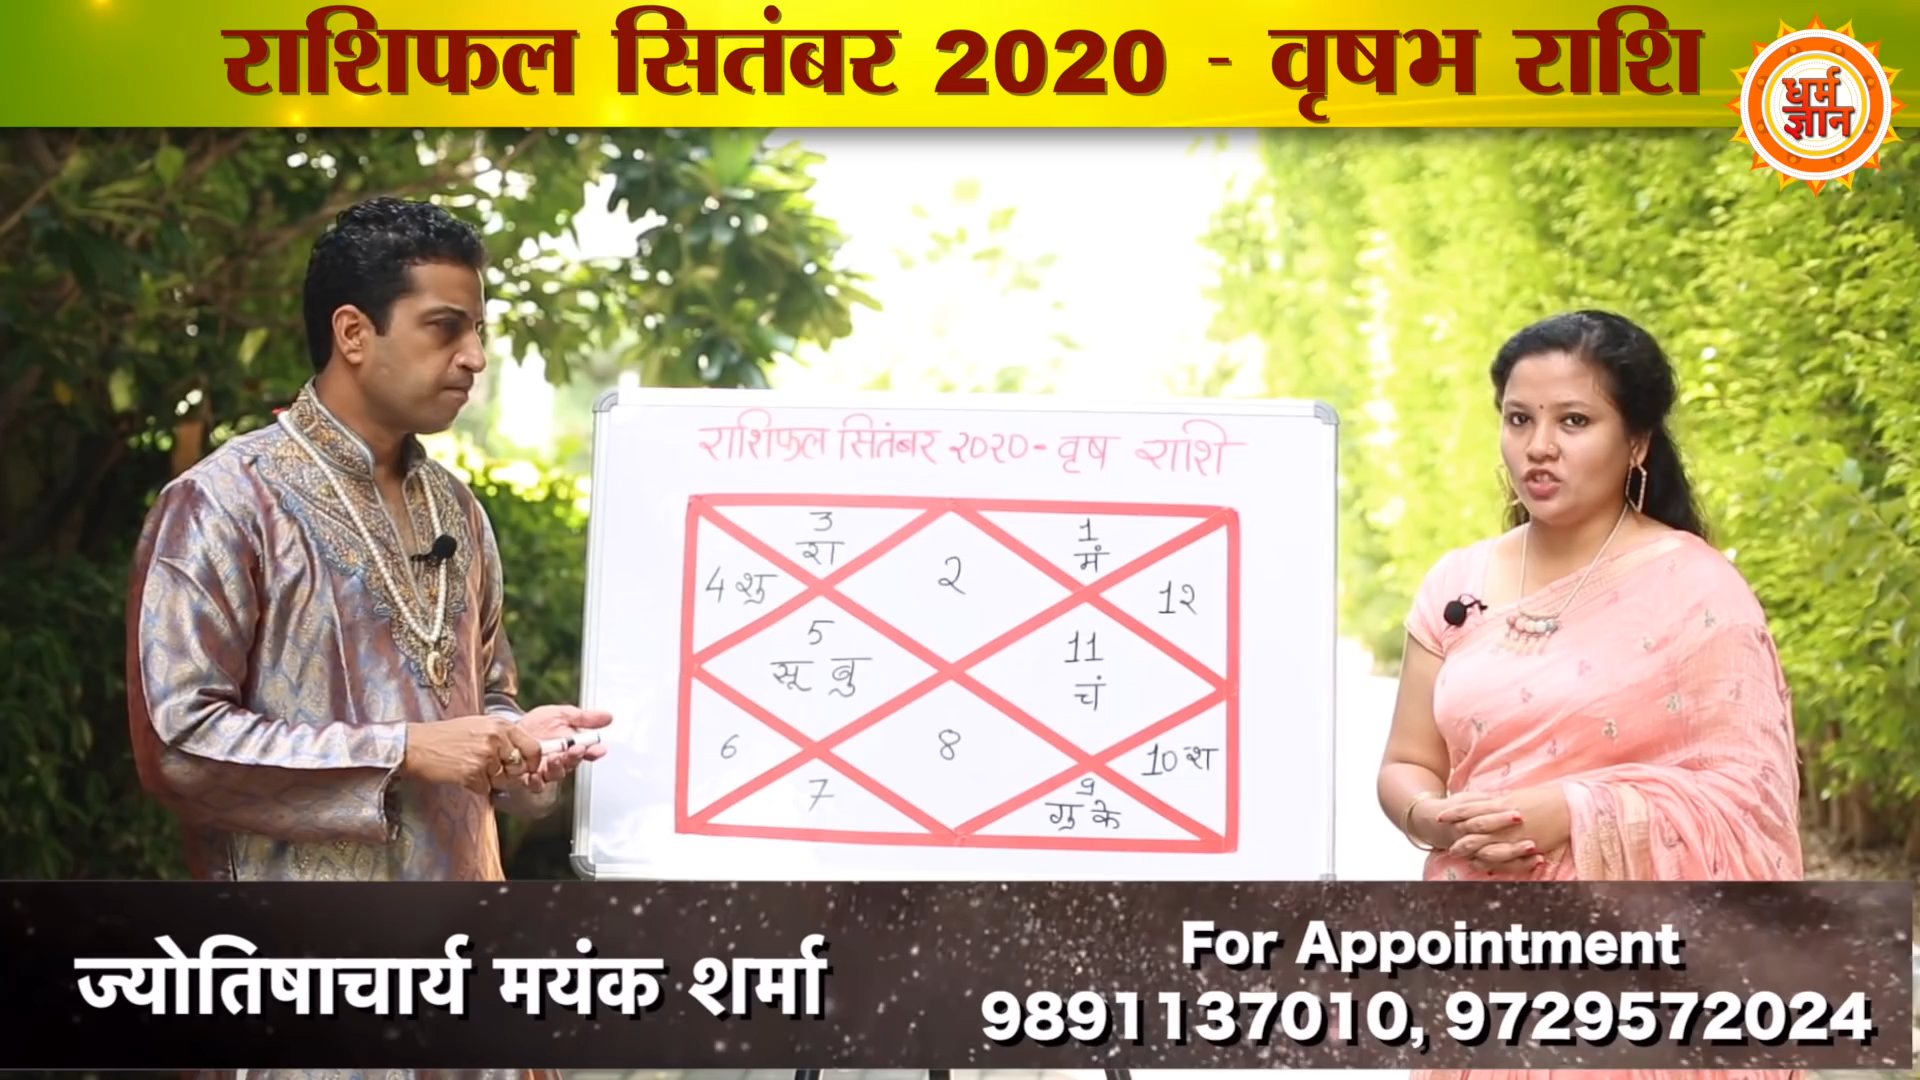 राशिफल सितंबर 2020 - वृषभ राशि
धर्म
ज्ञान
राशिफल सितंबर २०२० - वृष राशि
3
रा
1
मं
4 शु
२
12
5
सू बु
11
चं
6
8
10 श
7
9
गु के
ज्योतिषाचार्य मयंक शर्मा
For Appointment
9891137010, 9729572024